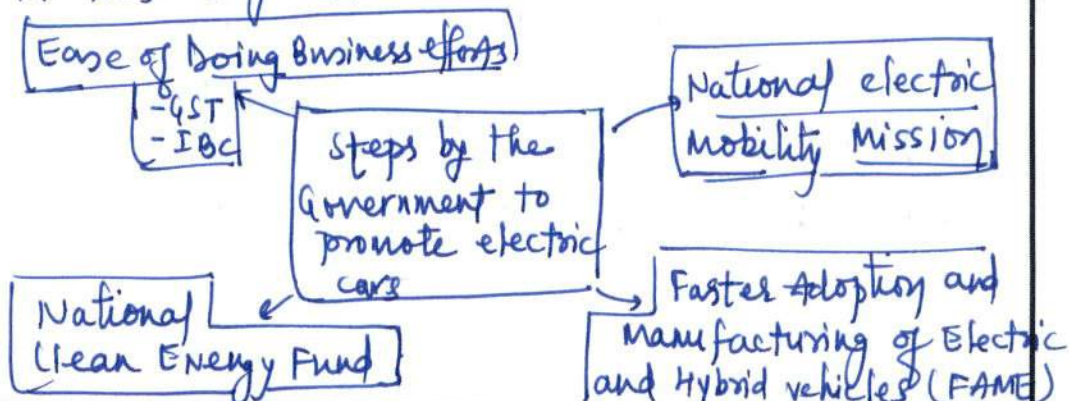 Ease of Doing Business efforts
- GST
- IBC
Steps by the
Government to
promote electric
cars
National electric
Mobility Mission
National
Clean Energy Fund
Faster Adoption and
Manufacturing of Electric
and Hybrid vehicles (FAME)